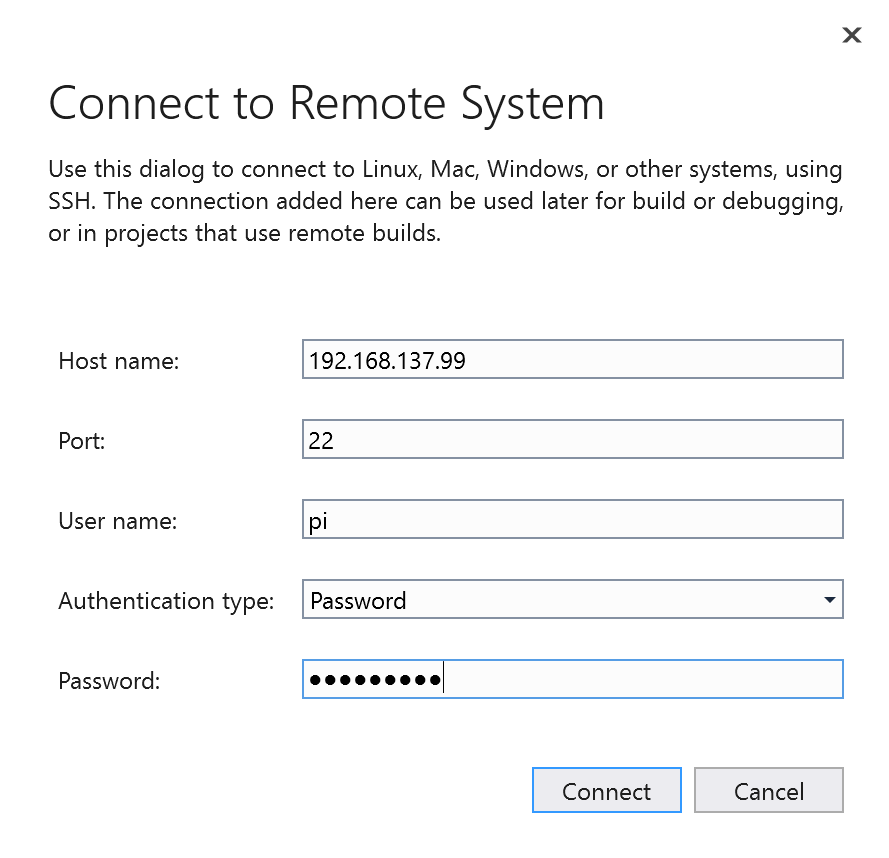 Connect to Remote System
Use this dialog to connect to Linux, Mac, Windows, or other systems, using
SSH. The connection added here can be used later for build or debugging,
or in projects that use remote builds.
Host name: 192.168.137.99
Port: 22
User name: pi
Authentication type: Password
Password: ●●●●●●●●●
Connect Cancel